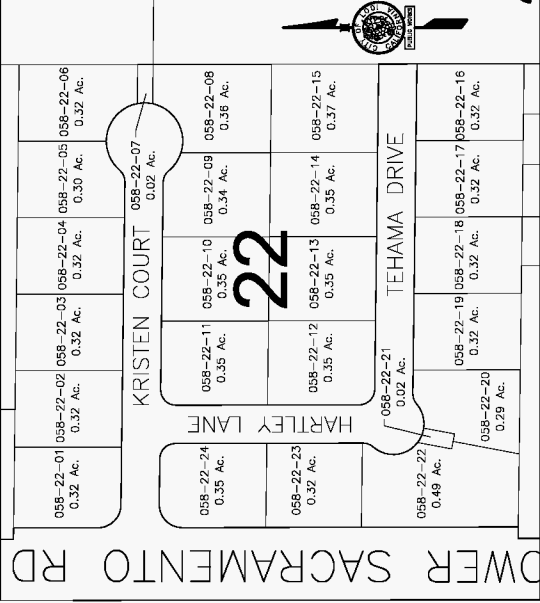 CITY OF LODI
CALIFORNIA
PUBLIC WORKS
058-22-06
0.32 Ac.
058-22-05
0.30 Ac.
058-22-04
0.32 Ac.
058-22-03
0.32 Ac.
058-22-02
0.32 Ac.
058-22-01
0.32 Ac.
058-22-07
0.02 Ac.
KRISTEN COURT
058-22-08
0.36 Ac.
058-22-09
0.34 Ac.
058-22-10
0.35 Ac.
058-22-11
0.35 Ac.
058-22-24
0.35 Ac.
22
HARTLEY LANE
058-22-15
0.37 Ac.
058-22-14
0.35 Ac.
058-22-13
0.35 Ac.
058-22-12
0.35 Ac.
058-22-23
0.32 Ac.
TEHAMA DRIVE
058-22-21
0.02 Ac.
058-22-16
0.32 Ac.
058-22-17
0.32 Ac.
058-22-18
0.32 Ac.
058-22-19
0.32 Ac.
058-22-20
0.29 Ac.
058-22-22
0.49 Ac.
OWER SACRAMENTO RD